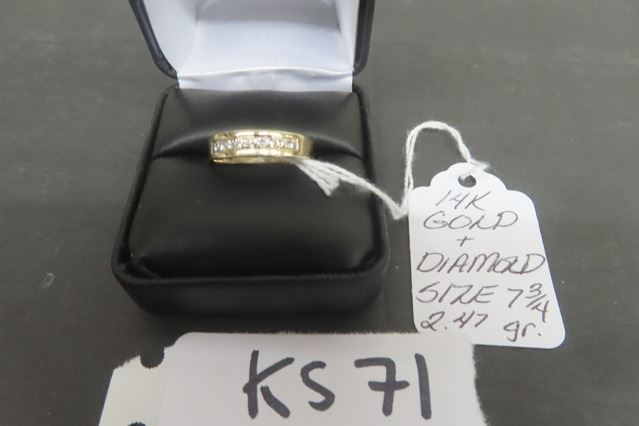 14K
GOLD
+
DIAMOND
SIZE 7 3/4
2.47 gr.
KS71